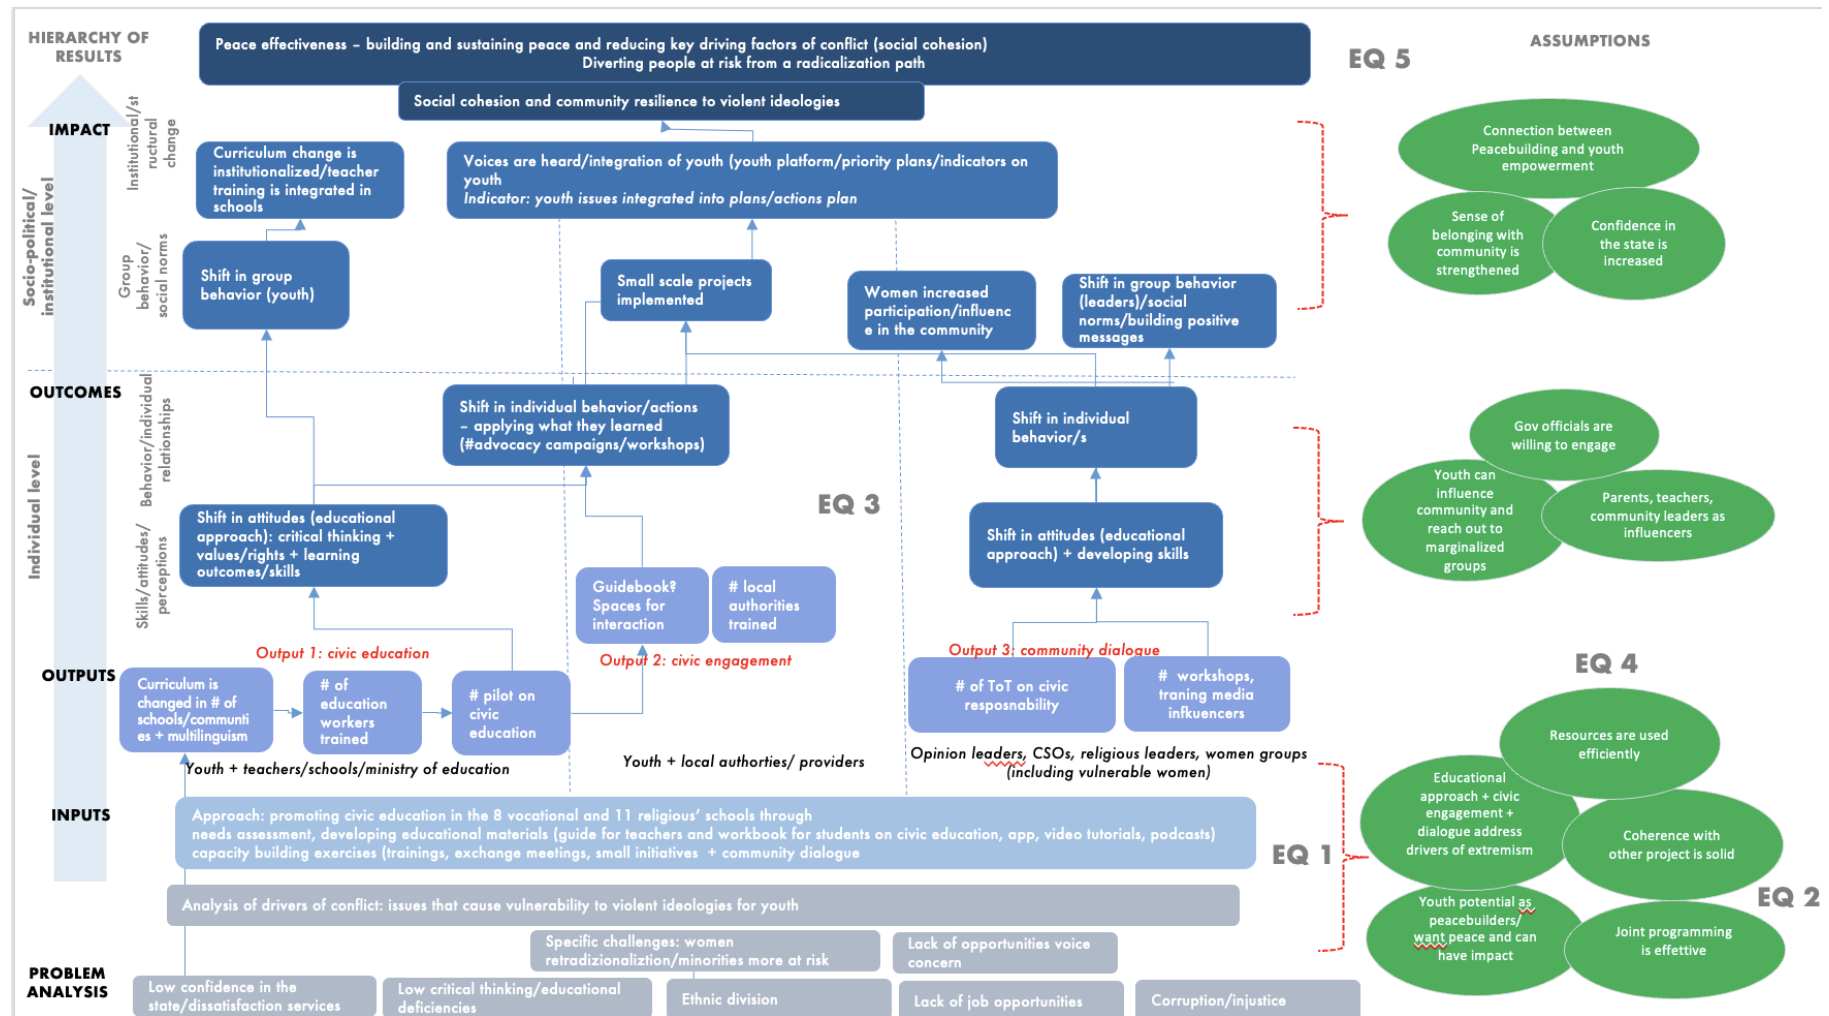 HIERARCHY OF
RESULTS
Peace effectiveness – building and sustaining peace and reducing key driving factors of conflict (social cohesion)
Diverting people at risk from a radicalization path
EQ 5
ASSUMPTIONS
Social cohesion and community resilience to violent ideologies
IMPACT
Socio-political/
institutional level
Institutional/st
ructural
change
Curriculum change is
institutionalized/teacher
training is integrated in
schools
Voices are heard/integration of youth (youth platform/priority plans/indicators on
youth
Indicator: youth issues integrated into plans/actions plan
Connection between
Peacebuilding and youth
empowerment
Sense of
belonging with
community is
strengthened
Confidence in
the state is
increased
Group
behavior/
social norms
Shift in group
behavior (youth)
Small scale projects
implemented
Women increased
participation/influenc
e in the community
Shift in group behavior
(leaders)/social
norms/building positive
messages
OUTCOMES
Individual level
Behavior/individual
relationships
Shift in individual behavior/actions
– applying what they learned
(#advocacy campaigns/workshops)
Shift in individual
behavior/s
Gov officials are
willing to engage
Youth can
influence
community and
reach out to
marginalized
groups
Parents, teachers,
community leaders as
influencers
EQ 3
Skills/attitudes/
perceptions
Shift in attitudes (educational
approach): critical thinking +
values/rights + learning
outcomes/skills
Shift in attitudes (educational
approach) + developing skills
Guidebook?
Spaces for
interaction
# local
authorities
trained
Output 1: civic education
Output 2: civic engagement
Output 3: community dialogue
OUTPUTS
Curriculum is
changed in # of
schools/communti
es + multilinguism
# of
education
workers
trained
# pilot on
civic
education
# of ToT on civic
resposnability
# workshops,
traning media
infkuencers
Youth + teachers/schools/ministry of education
Youth + local authorties/ providers
Opinion leaders, CSOs, religious leaders, women groups
(including vulnerable women)
EQ 4
Resources are used
efficiently
Educational
approach + civic
engagement +
dialogue address
drivers of extremism
Coherence with
other project is solid
INPUTS
Approach: promoting civic education in the 8 vocational and 11 religious’ schools through
needs assessment, developing educational materials (guide for teachers and workbook for students on civic education, app, video tutorials, podcasts)
capacity building exercises (trainings, exchange meetings, small initiatives + community dialogue
EQ 1
EQ 2
Analysis of drivers of conflict: issues that cause vulnerability to violent ideologies for youth
Youth potential as
peacebuilders/
want peace and can
have impact
Joint programming
is effettive
Specific challenges: women
retradizionaliztion/minorities more at risk
Lack of opportunities voice
concern
PROBLEM
ANALYSIS
Low confidence in the
state/dissatisfaction services
Low critical thinking/educational
deficiencies
Ethnic division
Lack of job opportunities
Corruption/injustice